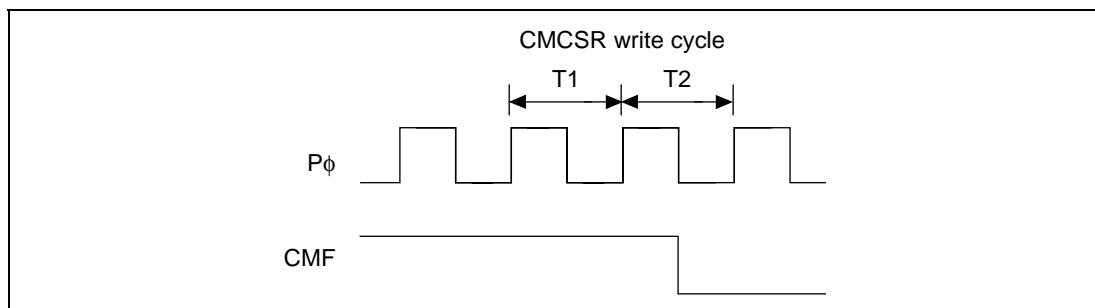 CMCSR write cycle
T1 T2
Pϕ
CMF